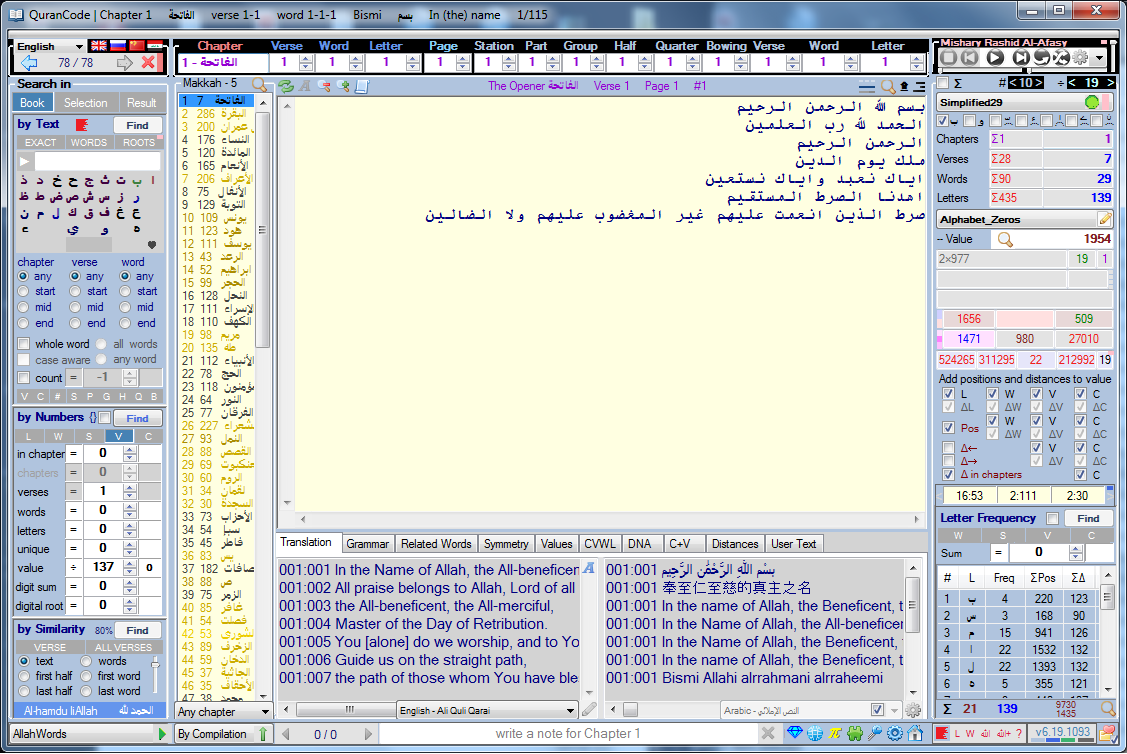 QuranCode | Chapter 1 الفاتحة verse 1-1 word 1-1-1 Bismi بسم In (the) name 1/115
English
78 / 78
Chapter Verse Word Letter Page Station Part Group Half Quarter Bowing Verse Word Letter
1 - الفاتحة 1 1 1 1 1 1 1 1 1 1 1 1 1
Mishary Rashid Al-Afasy
Search in
Book Selection Result
by Text Find
EXACT WORDS ROOTS
ا ب ت ث ج ح خ د ذ
ر ز س ش ص ض ط ظ
ع غ ف ق ك ل م ن
ه و ي ء
chapter verse word
any any any
start start start
mid mid mid
end end end
whole word all words
case aware any word
count = -1
V C # S P G H Q B
by Numbers {} Find
L W S V C
in chapter = 0
chapters = 0
verses = 1
words = 0
letters = 0
unique = 0
value ÷ 137 0
digit sum = 0
digital root = 0
by Similarity 80% Find
VERSE ALL VERSES
text words
first half first word
last half last word
Al-hamdu liAllah الحمد لله
AllahWords
Makkah - 5
1 7 الفاتحة
2 286 البقرة
3 200 عمران
4 176 النساء
5 120 المائدة
6 165 الأنعام
7 206 الأعراف
8 75 الأنفال
9 129 التوبة
10 109 يونس
11 123 هود
12 111 يوسف
13 43 الرعد
14 52 ابراهيم
15 99 الحجر
16 128 النحل
17 111 الإسراء
18 110 الكهف
19 98 مريم
20 135 طه
21 112 الأنبياء
22 78 الحج
23 118 مؤمنون
24 64 النور
25 77 الفرقان
26 227 شعراء
27 93 النمل
28 88 القصص
29 69 عنكبوت
30 60 الروم
31 34 لقمان
32 30 السجدة
33 73 الأحزاب
34 54 سبإ
35 45 فاطر
36 83 يس
37 182 صافات
38 88 ص
39 75 الزمر
40 85 غافر
41 54 فصلت
42 53 الشورى
43 89 الزخرف
44 59 الدخان
45 37 الجاثية
46 35 الأحقاف
47 38 محمد
Any chapter
By Compilation
The Opener الفاتحة Verse 1 Page 1 #1
بسم الله الرحمن الرحيم
الحمد لله رب العلمين
الرحمن الرحيم
ملك يوم الدين
اياك نعبد واياك نستعين
اهدنا الصرط المستقيم
صرط الذين انعمت عليهم غير المغضوب عليهم ولا الضالين
Translation Grammar Related Words Symmetry Values CVWL DNA C+V Distances User Text
001:001 In the Name of Allah, the All-beneficen
001:002 All praise belongs to Allah, Lord of all
001:003 the All-beneficent, the All-merciful,
001:004 Master of the Day of Retribution.
001:005 You [alone] do we worship, and to Yo
001:006 Guide us on the straight path,
001:007 the path of those whom You have ble
English - Ali Quli Qarai
001:001 بِسْمِ اللَّهِ الرَّحْمَٰنِ الرَّحِيمِ
001:001 奉至仁至慈的真主之名
001:001 In the name of Allah, the Beneficent, t
001:001 In the Name of Allah, the All-beneficen
001:001 In the Name of Allah, the Beneficent, t
001:001 In the name of Allah, the Beneficent, t
001:001 Bismi Allahi alrrahmani alrraheemi
Arabic - النص الإملائي
0 / 0
write a note for Chapter 1
Σ # < 10 > ÷ < 19 >
Simplified29
Chapters Σ1 1
Verses Σ28 7
Words Σ90 29
Letters Σ435 139
Alphabet_Zeros
-- Value 1954
2×977 19 1
1656 509
1471 980 27010
524265 311295 22 212992 19
Add positions and distances to value
L W V C
ΔL ΔW ΔV ΔC
Pos W V C
ΔW ΔV ΔC
Δ← V C
Δ→ ΔV ΔC
Δ in chapters C
16:53 2:111 2:30
Letter Frequency Find
W S V C
Sum = 0
# L Freq ΣPos ΣΔ
1 ب 4 220 123
2 س 3 168 90
3 م 15 941 126
4 ا 22 1532 132
5 ل 22 1393 132
6 ه 5 355 121
Σ 21 139 9730
1435
L W الله الله+ ?
v6.19.1093